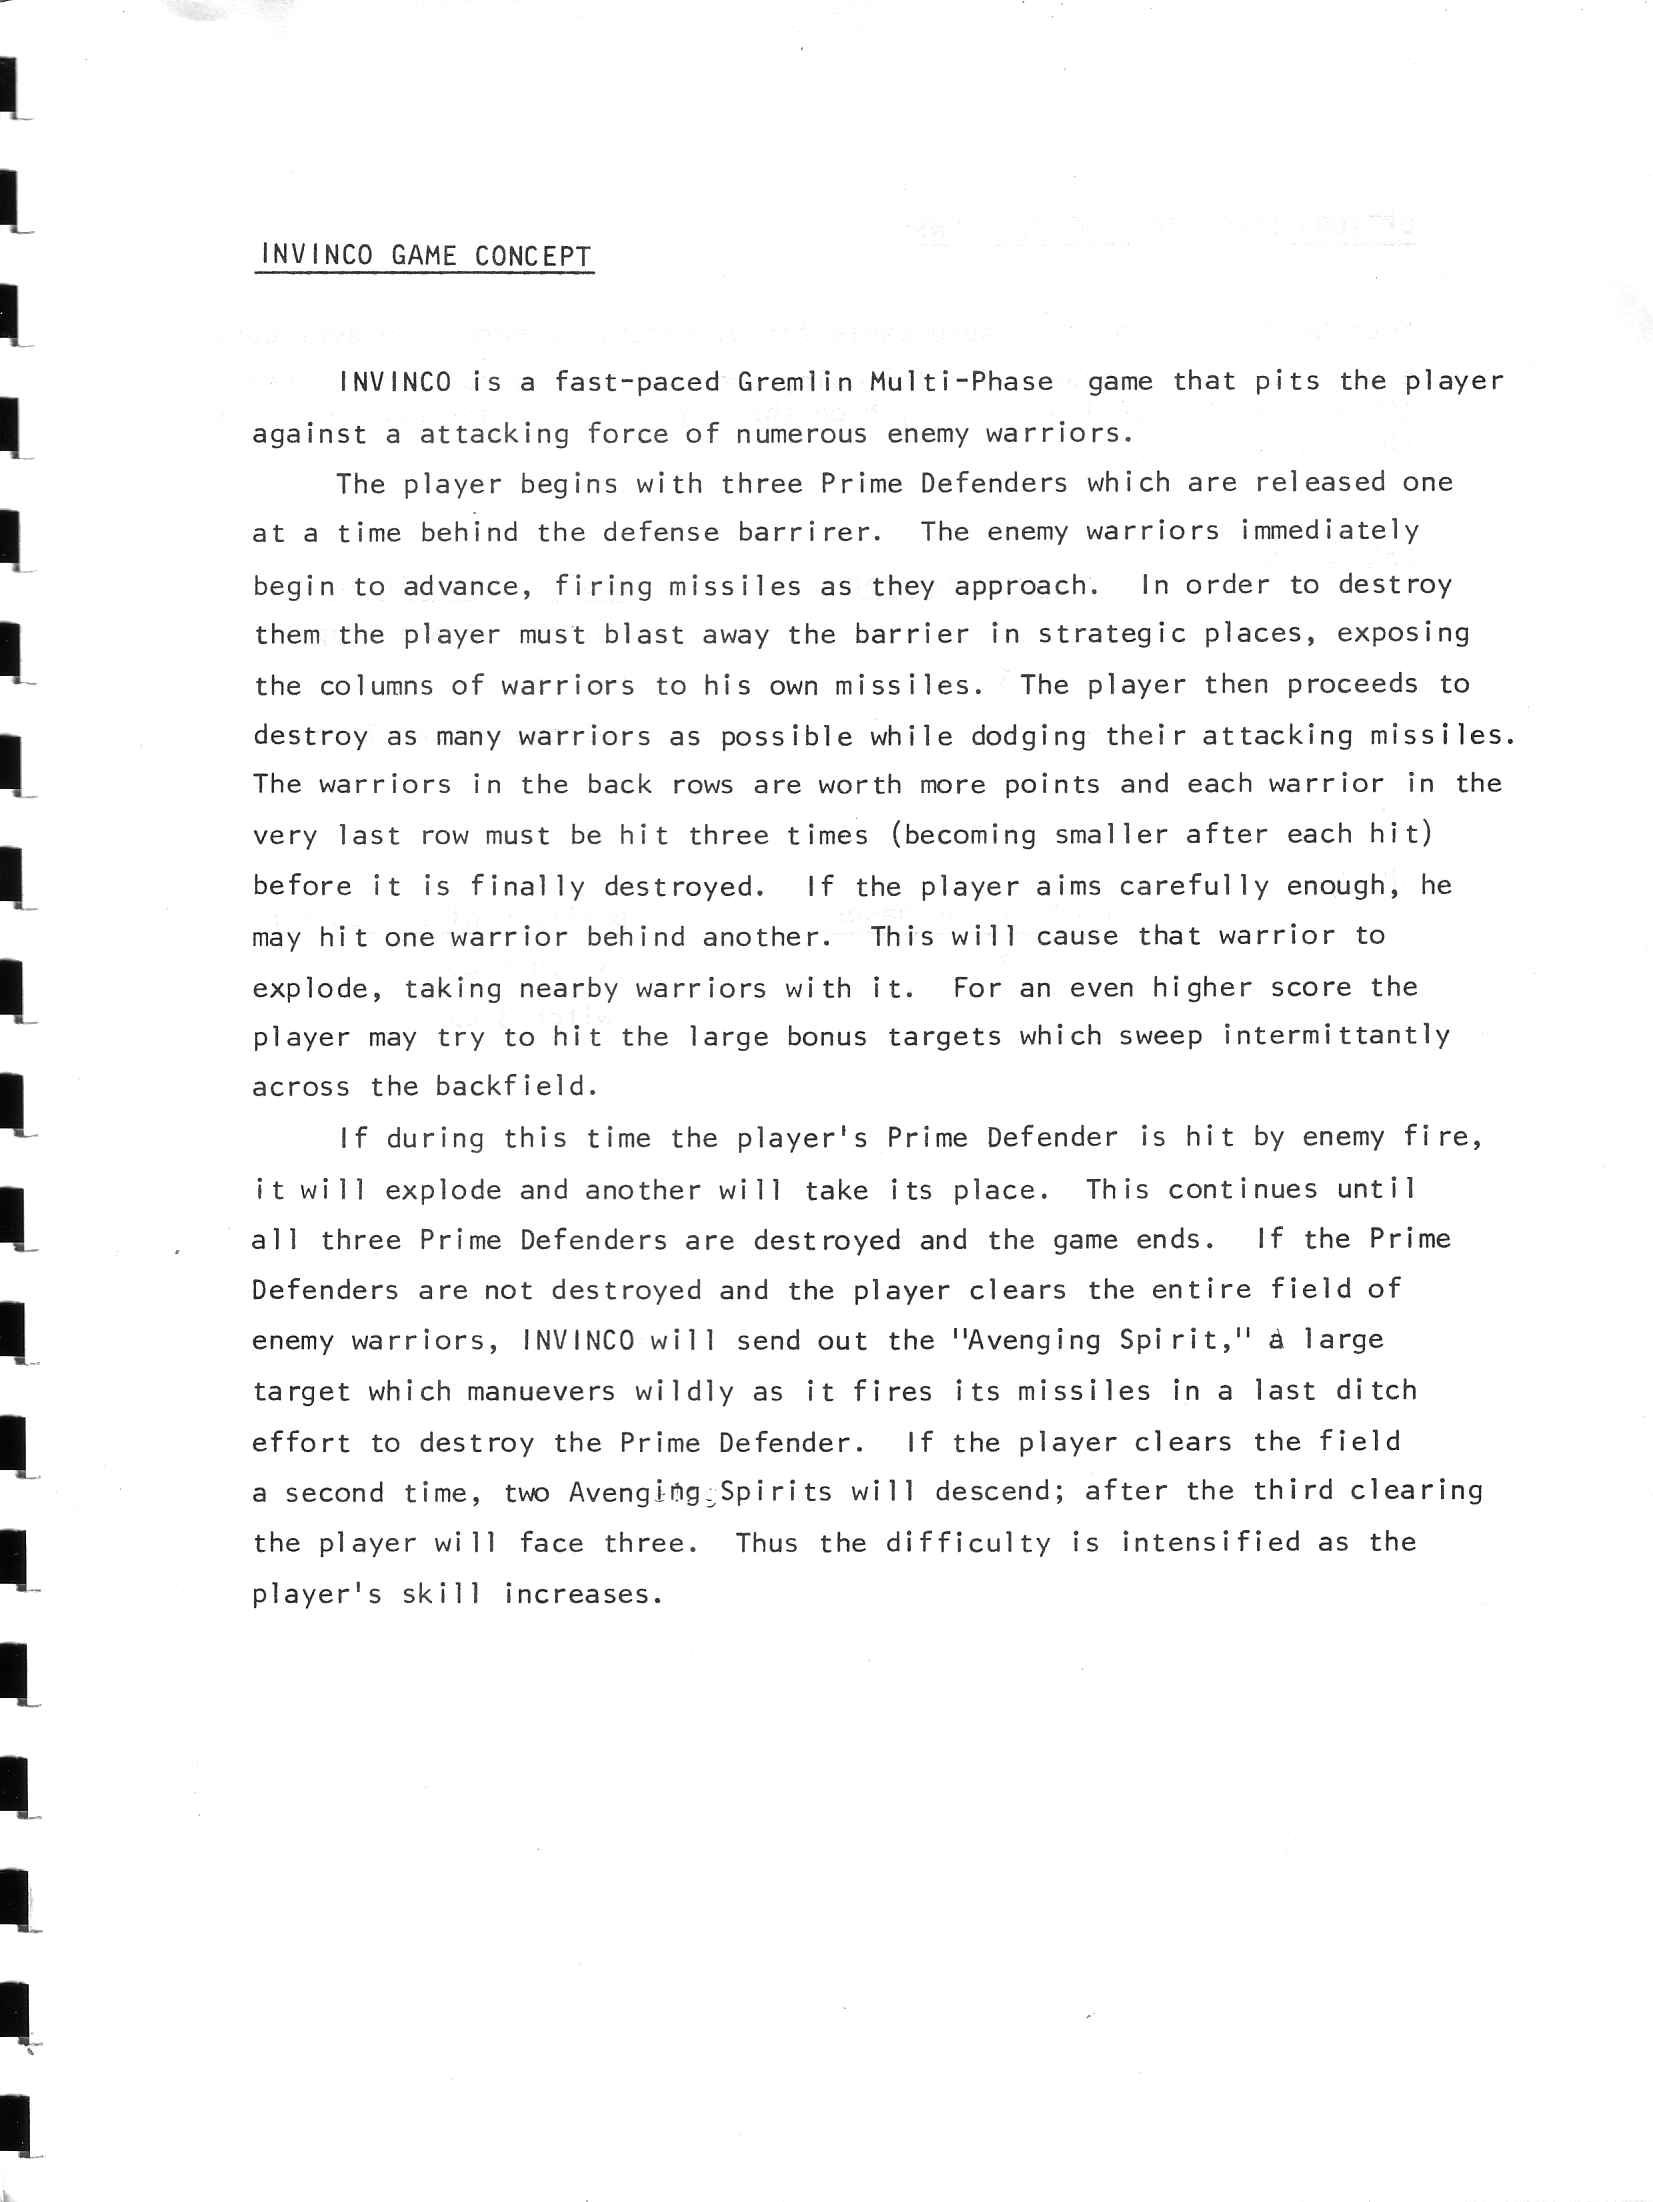 INVINCO GAME CONCEPT
INVINCO is a fast-paced Gremlin Multi-Phase game that pits the player
against a attacking force of numerous enemy warriors.
The player begins with three Prime Defenders which are released one
at a time behind the defense barrirer. The enemy warriors immediately
begin to advance, firing missiles as they approach. In order to destroy
them the player must blast away the barrier in strategic places, exposing
the columns of warriors to his own missiles. The player then proceeds to
destroy as many warriors as possible while dodging their attacking missiles.
The warriors in the back rows are worth more points and each warrior in the
very last row must be hit three times (becoming smaller after each hit)
before it is finally destroyed. If the player aims carefully enough, he
may hit one warrior behind another. This will cause that warrior to
explode, taking nearby warriors with it. For an even higher score the
player may try to hit the large bonus targets which sweep intermittantly
across the backfield.
If during this time the player's Prime Defender is hit by enemy fire,
it will explode and another will take its place. This continues until
all three Prime Defenders are destroyed and the game ends. If the Prime
Defenders are not destroyed and the player clears the entire field of
enemy warriors, INVINCO will send out the "Avenging Spirit," a large
target which manuevers wildly as it fires its missiles in a last ditch
effort to destroy the Prime Defender. If the player clears the field
a second time, two Avenging Spirits will descend; after the third clearing
the player will face three. Thus the difficulty is intensified as the
player's skill increases.